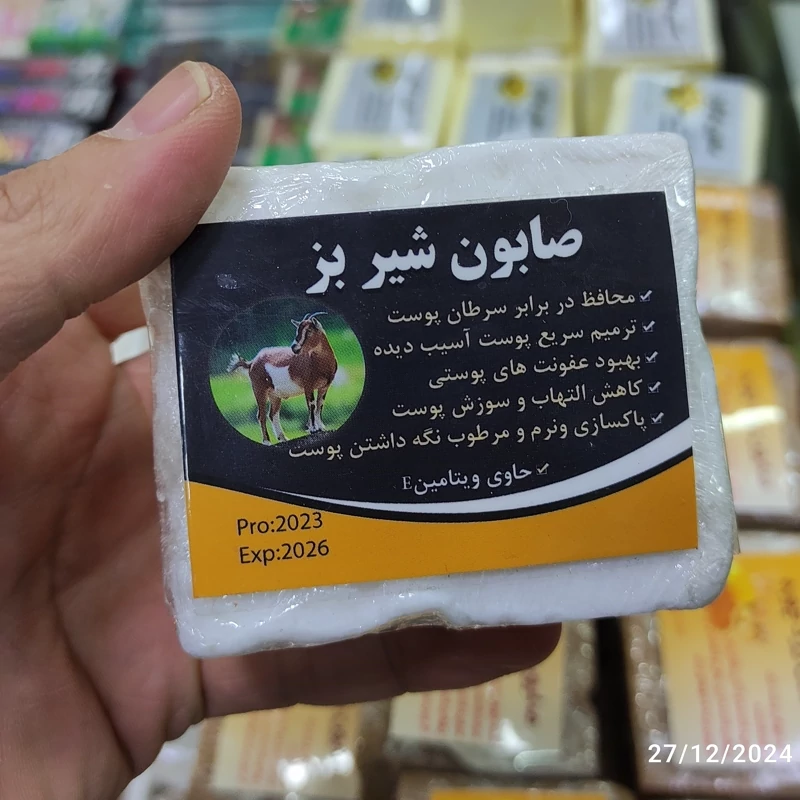 صابون شیر بز
محافظ در برابر سرطان پوست
ترمیم سریع پوست آسیب دیده
بهبود عفونت های پوستی
کاهش التهاب و سوزش پوست
پاکسازی ونرم و مرطوب نگه داشتن پوست
حاوی ویتامینE
Pro:2023
Exp:2026
27/12/2024